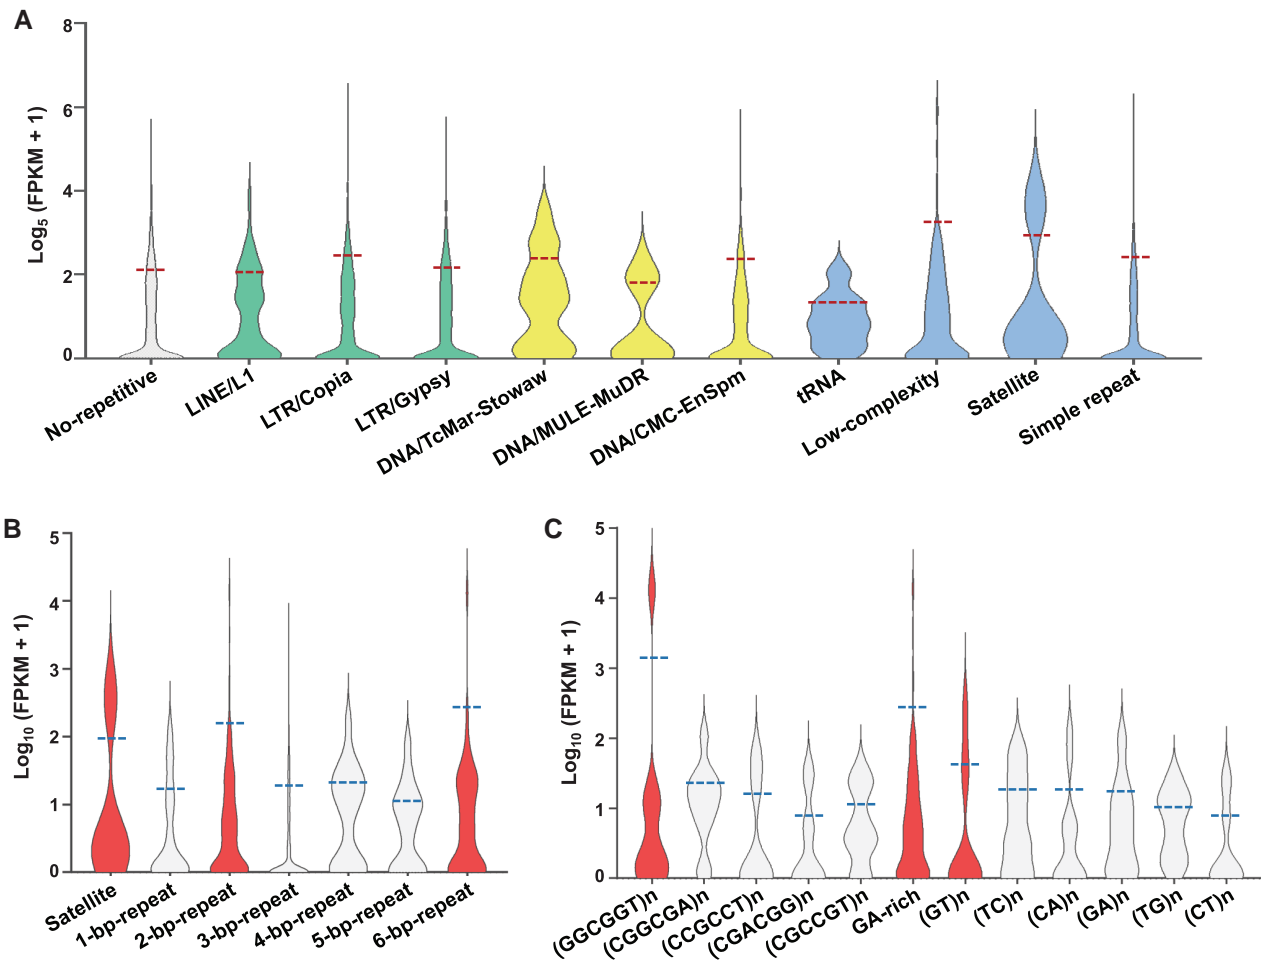 A
Log5 (FPKM + 1)
8
6
4
2
0
No-repetitive
LINE/L1
LTR/Copia
LTR/Gypsy
DNA/TcMar-Stowaw
DNA/MULE-MuDR
DNA/CMC-EnSpm
tRNA
Low-complexity
Satellite
Simple repeat
B
Log10 (FPKM + 1)
5
4
3
2
1
0
Satellite
1-bp-repeat
2-bp-repeat
3-bp-repeat
4-bp-repeat
5-bp-repeat
6-bp-repeat
C
Log10 (FPKM + 1)
5
4
3
2
1
0
(GGCGGT)n
(CGGCGA)n
(CCGCCT)n
(CGACGG)n
(CGCCGT)n
GA-rich
(GT)n
(TC)n
(CA)n
(GA)n
(TG)n
(CT)n